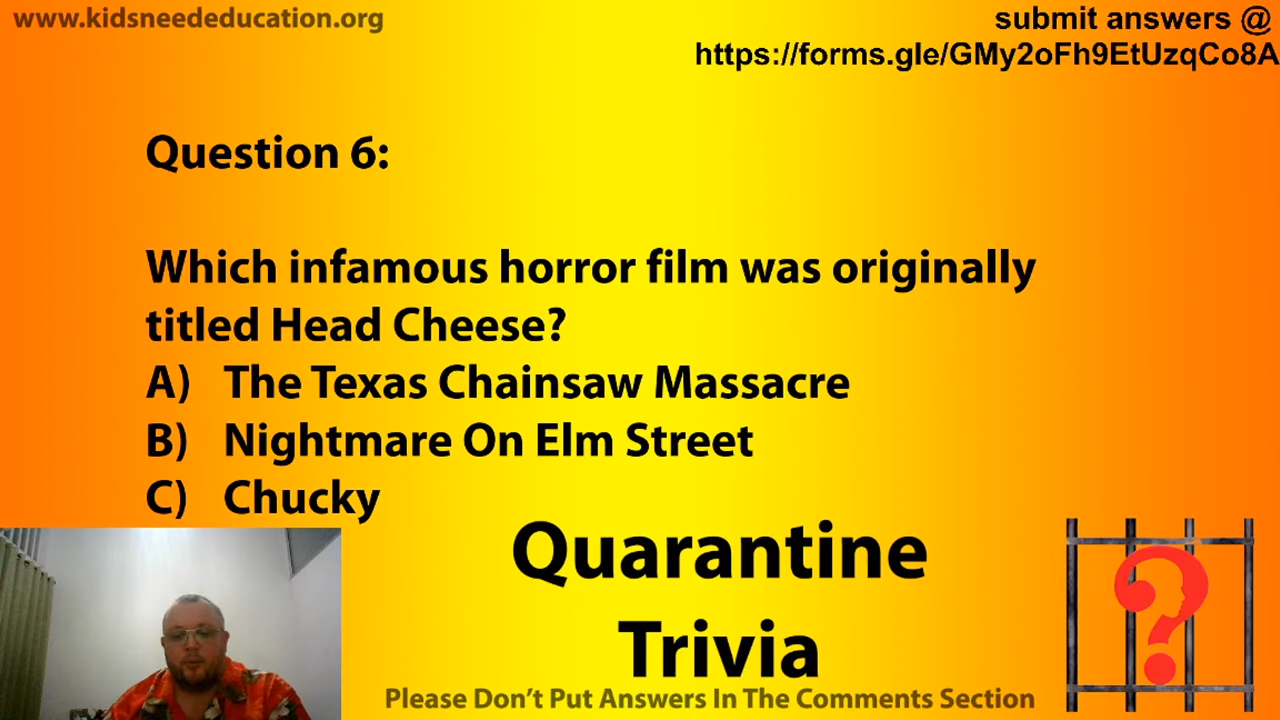 www.kidsneededucation.org
submit answers @
https://forms.gle/GMy2oFh9EtUzqCo8A
Question 6:
Which infamous horror film was originally
titled Head Cheese?
A) The Texas Chainsaw Massacre
B) Nightmare On Elm Street
C) Chucky
Quarantine
Trivia
Please Don’t Put Answers In The Comments Section